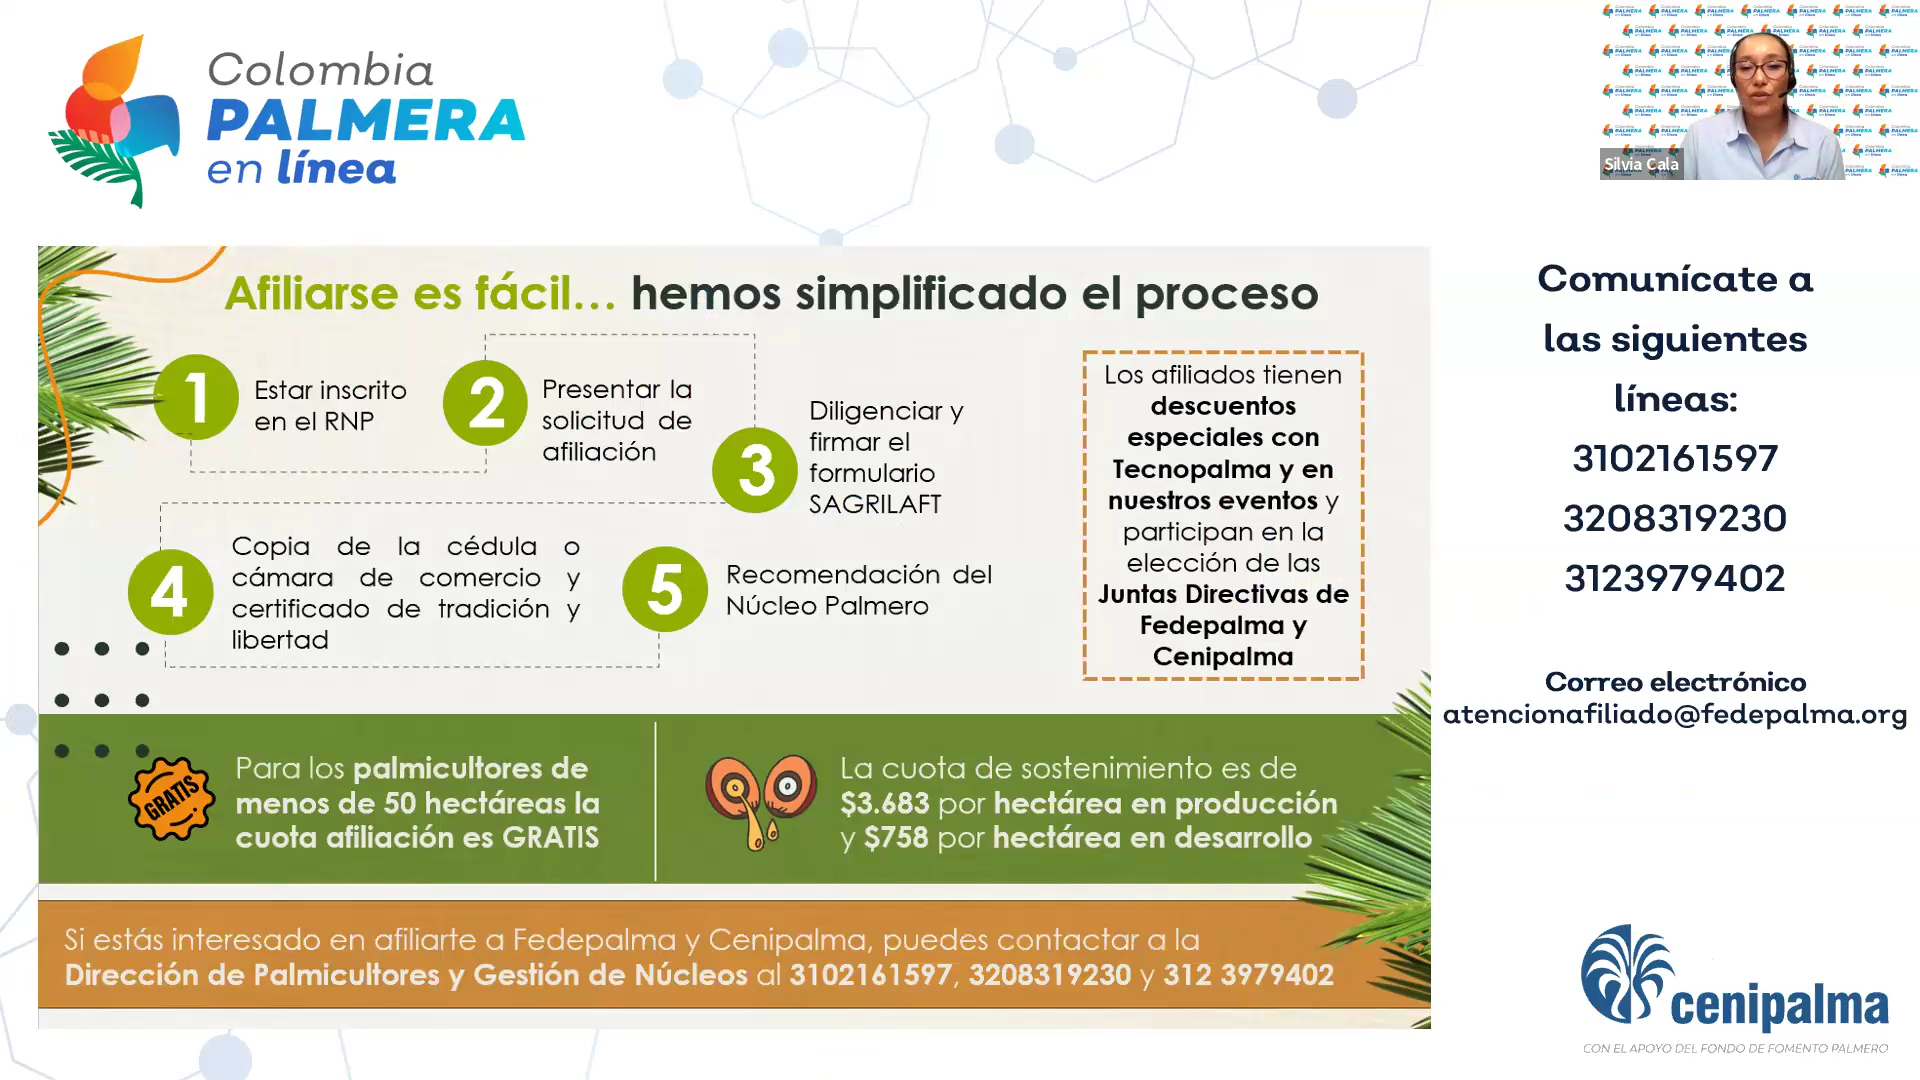 Colombia
PALMERA
en línea
Silvia Cala
Afiliarse es fácil... hemos simplificado el proceso
1
Estar inscrito
en el RNP
2
Presentar la
solicitud de
afiliación
3
Diligenciar y
firmar el
formulario
SAGRILAFT
4
Copia de la cédula o
cámara de comercio y
certificado de tradición y
libertad
5
Recomendación del
Núcleo Palmero
Los afiliados tienen
descuentos
especiales con
Tecnopalma y en
nuestros eventos y
participan en la
elección de las
Juntas Directivas de
Fedepalma y
Cenipalma
GRATIS
Para los palmicultores de
menos de 50 hectáreas la
cuota afiliación es GRATIS
La cuota de sostenimiento es de
$3.683 por hectárea en producción
y $758 por hectárea en desarrollo
Si estás interesado en afiliarte a Fedepalma y Cenipalma, puedes contactar a la
Dirección de Palmicultores y Gestión de Núcleos al 3102161597, 3208319230 y 312 3979402
Comunícate a
las siguientes
líneas:
3102161597
3208319230
3123979402
Correo electrónico
atencionafiliado@fedepalma.org
cenipalma
CON EL APOYO DEL FONDO DE FOMENTO PALMERO